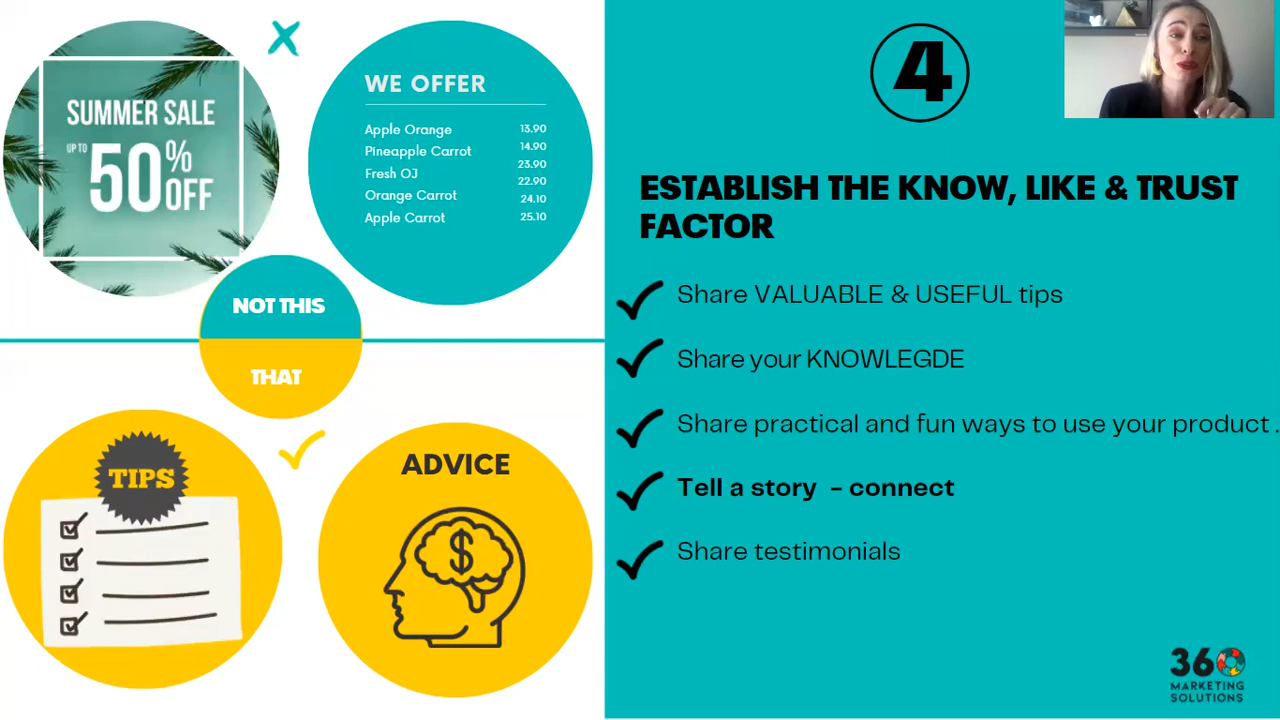 SUMMER SALE
UP TO 50% OFF
WE OFFER
Apple Orange 13.90
Pineapple Carrot 14.90
Fresh OJ 23.90
22.90
Orange Carrot 24.10
Apple Carrot 25.10
NOT THIS
THAT
TIPS
ADVICE
$
4
ESTABLISH THE KNOW, LIKE & TRUST
FACTOR
Share VALUABLE & USEFUL tips
Share your KNOWLEGDE
Share practical and fun ways to use your product .
Tell a story - connect
Share testimonials
360
MARKETING
SOLUTIONS